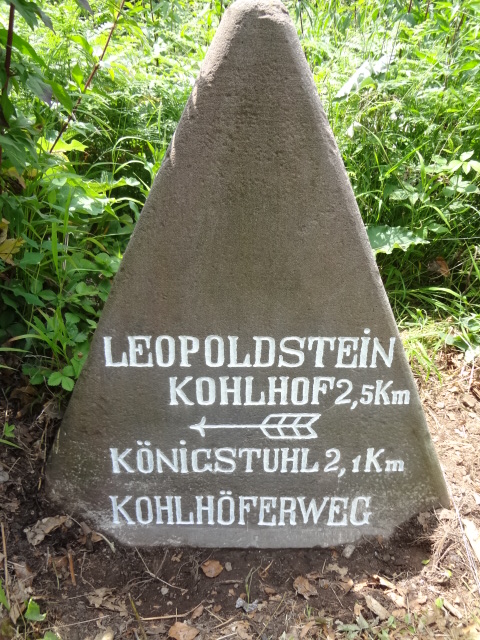 LEOPOLDSTEIN
KOHLHOF 2,5 Km
KÖNIGSTUHL 2,1 Km
KOHLHÖFERWEG